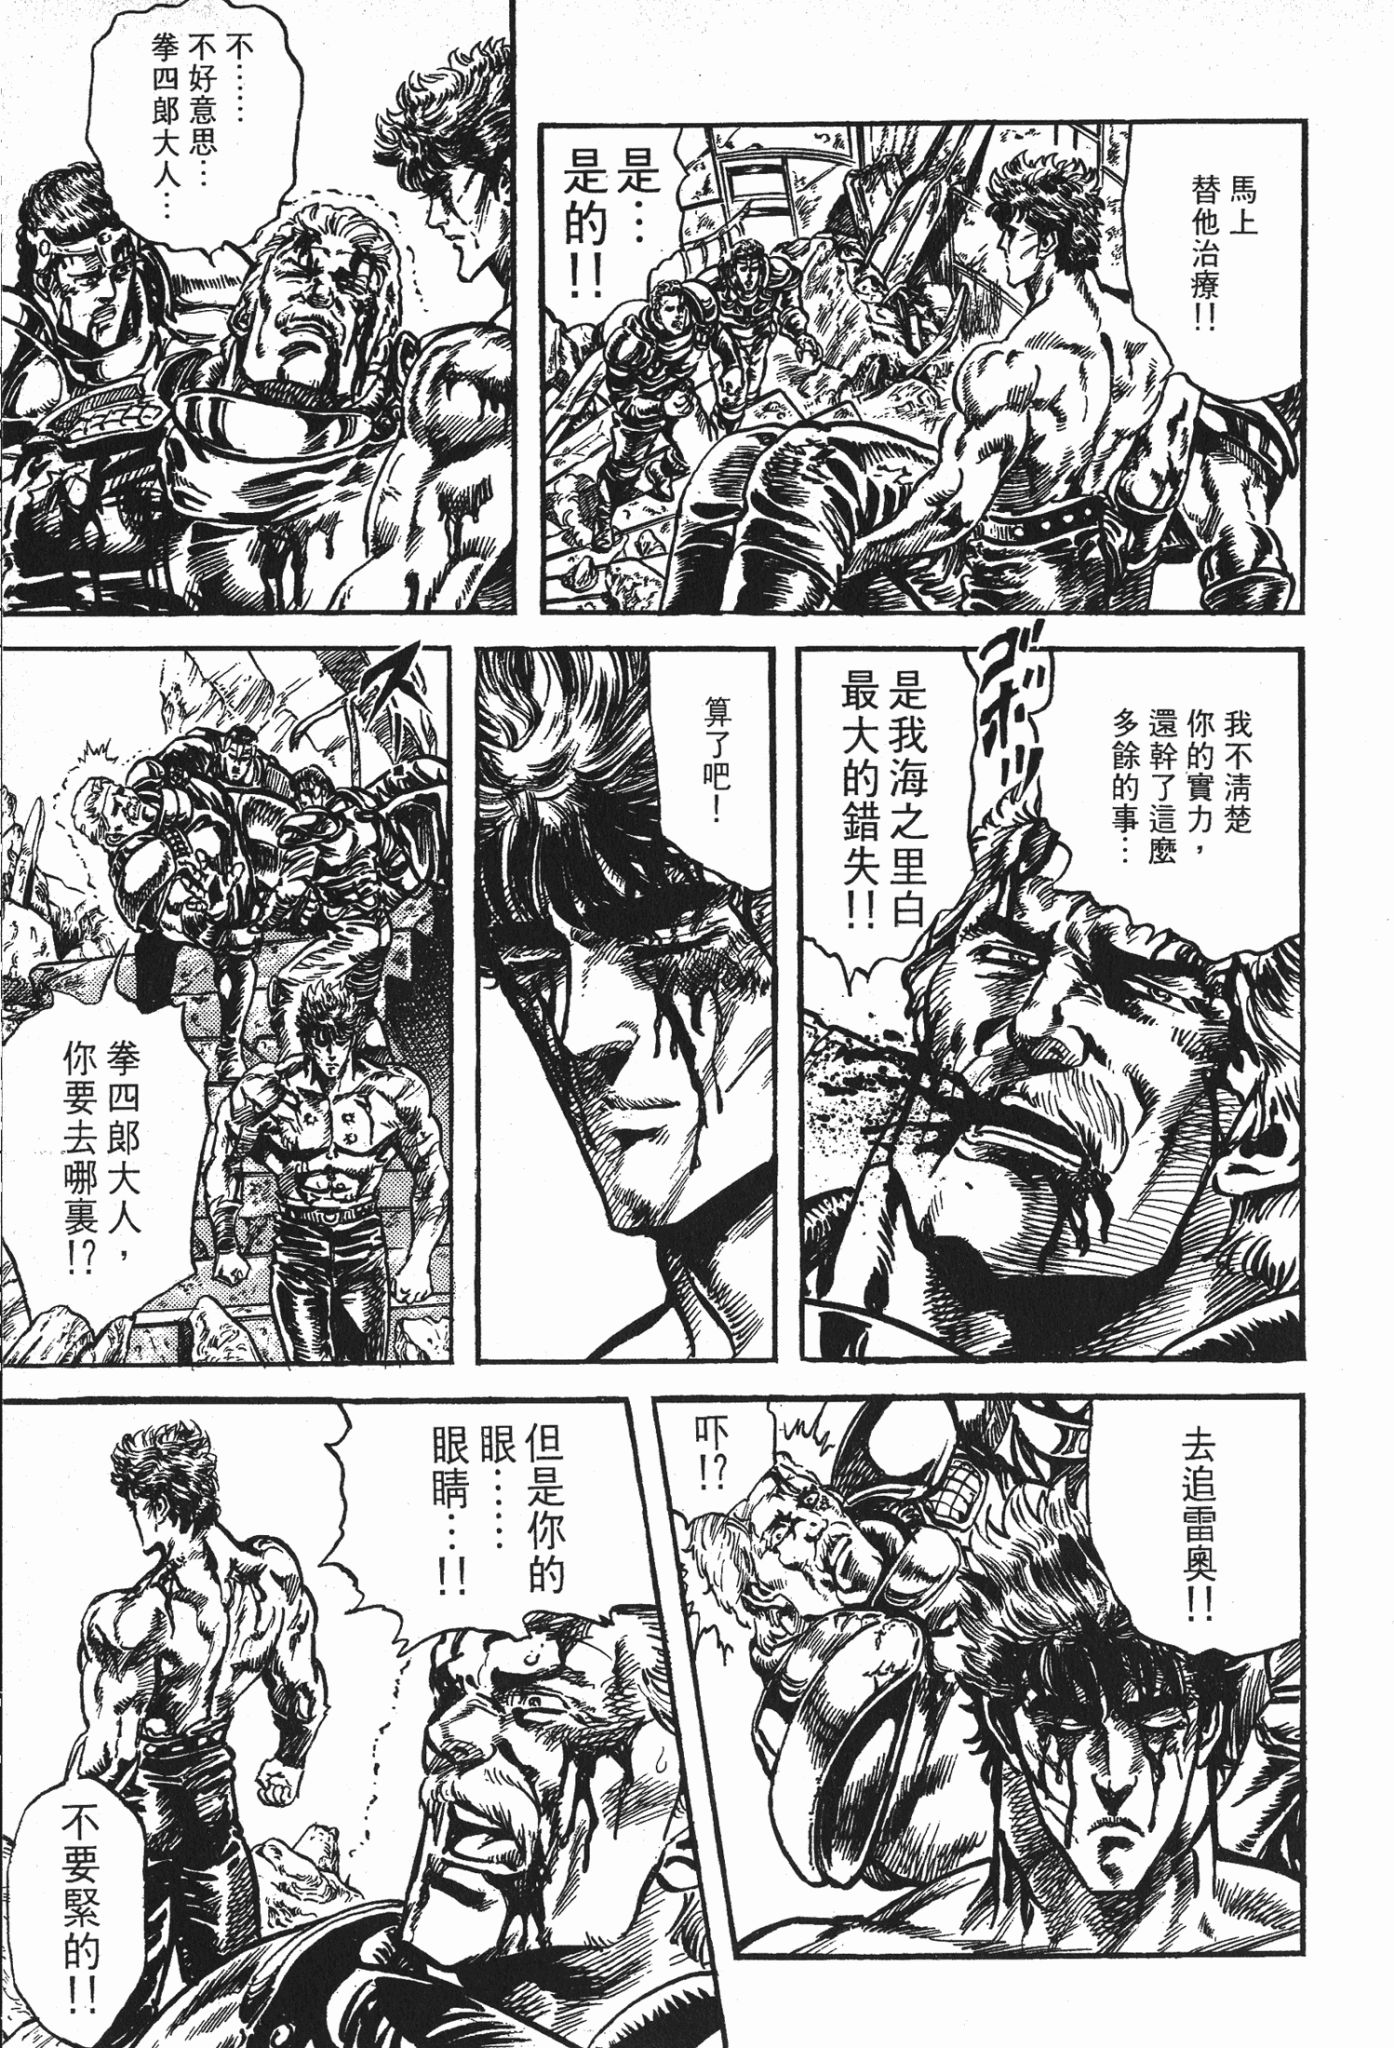 馬上
替他治療!!
是…
是的!!
不……
不好意思…
拳四郎大人…
我不清楚
你的實力，
還幹了這麼
多餘的事…
ゴボッ
是我海之里白
最大的錯失!!
算了吧！
ス
拳四郎大人，
你要去哪裏!?
去追雷奧!!
吓!?
但是你的
眼……
眼睛…!!
不要緊的!!